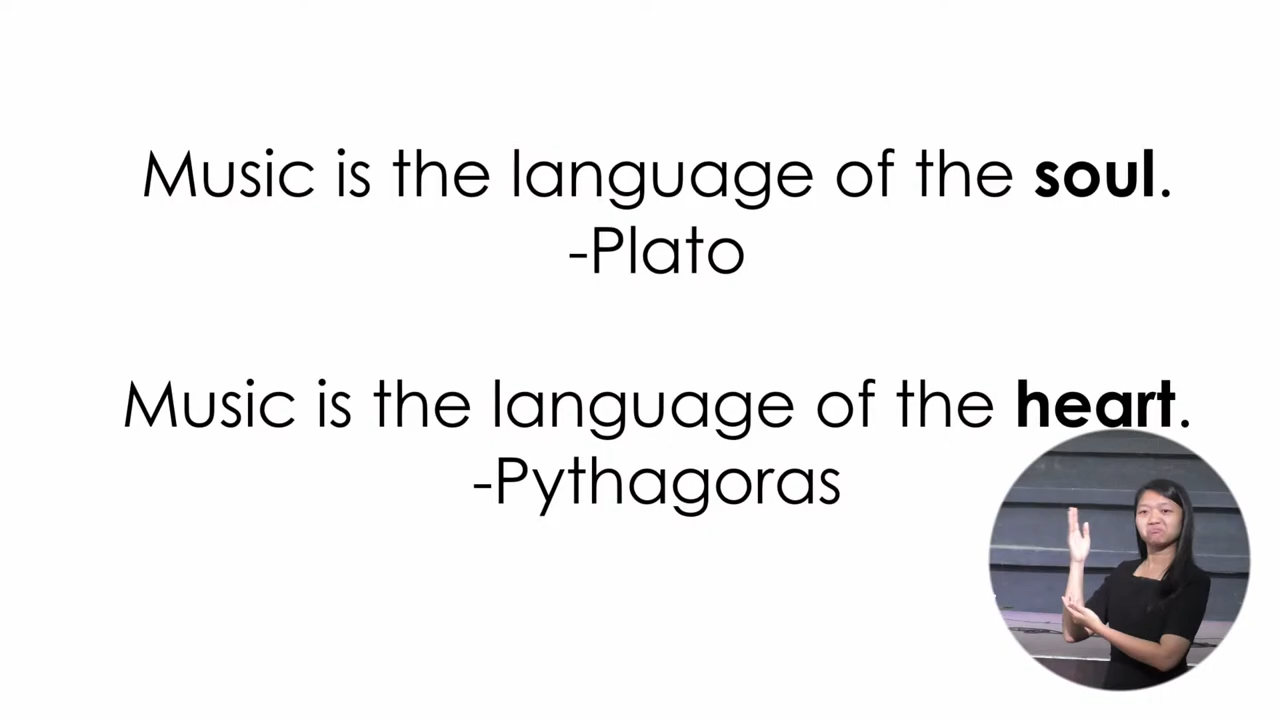 Music is the language of the soul.
-Plato
Music is the language of the heart.
-Pythagoras